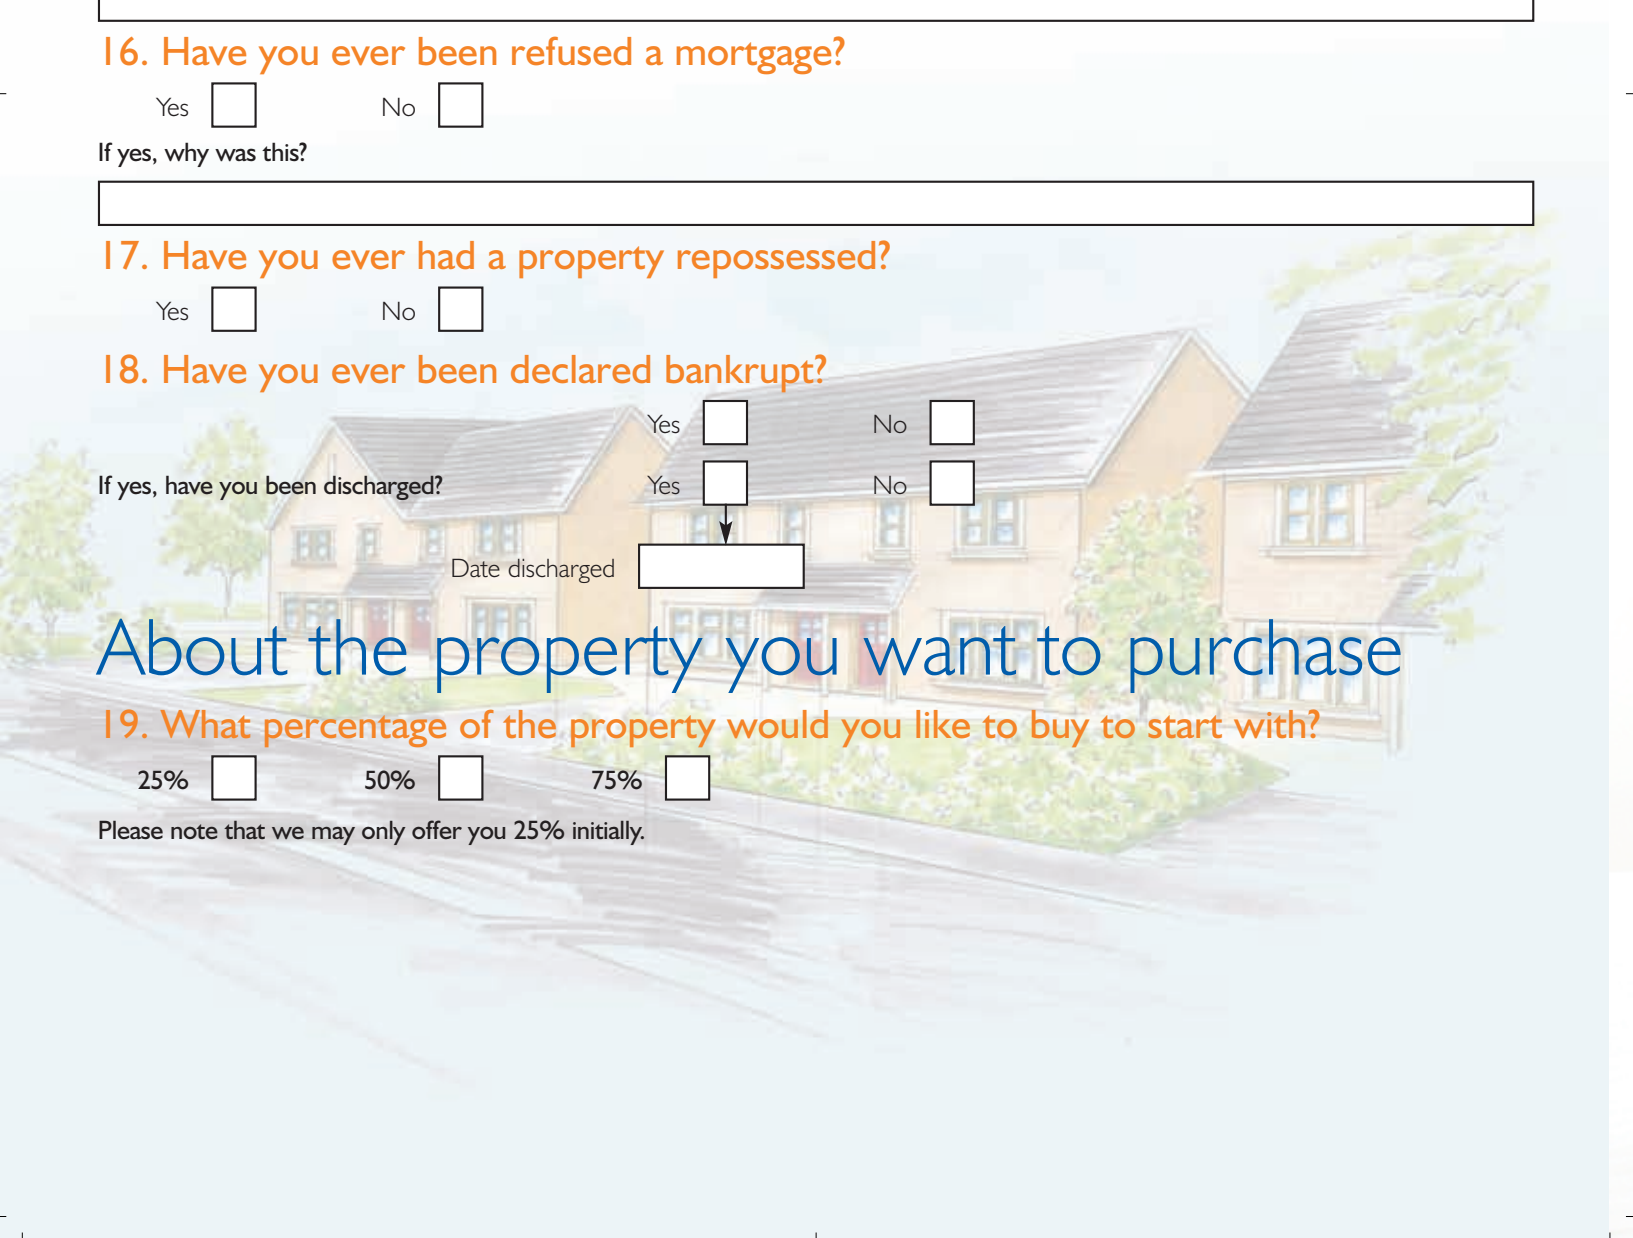 16. Have you ever been refused a mortgage?
Yes No
If yes, why was this?
17. Have you ever had a property repossessed?
Yes No
18. Have you ever been declared bankrupt?
Yes No
If yes, have you been discharged? Yes No
Date discharged
About the property you want to purchase
19. What percentage of the property would you like to buy to start with?
25% 50% 75%
Please note that we may only offer you 25% initially.